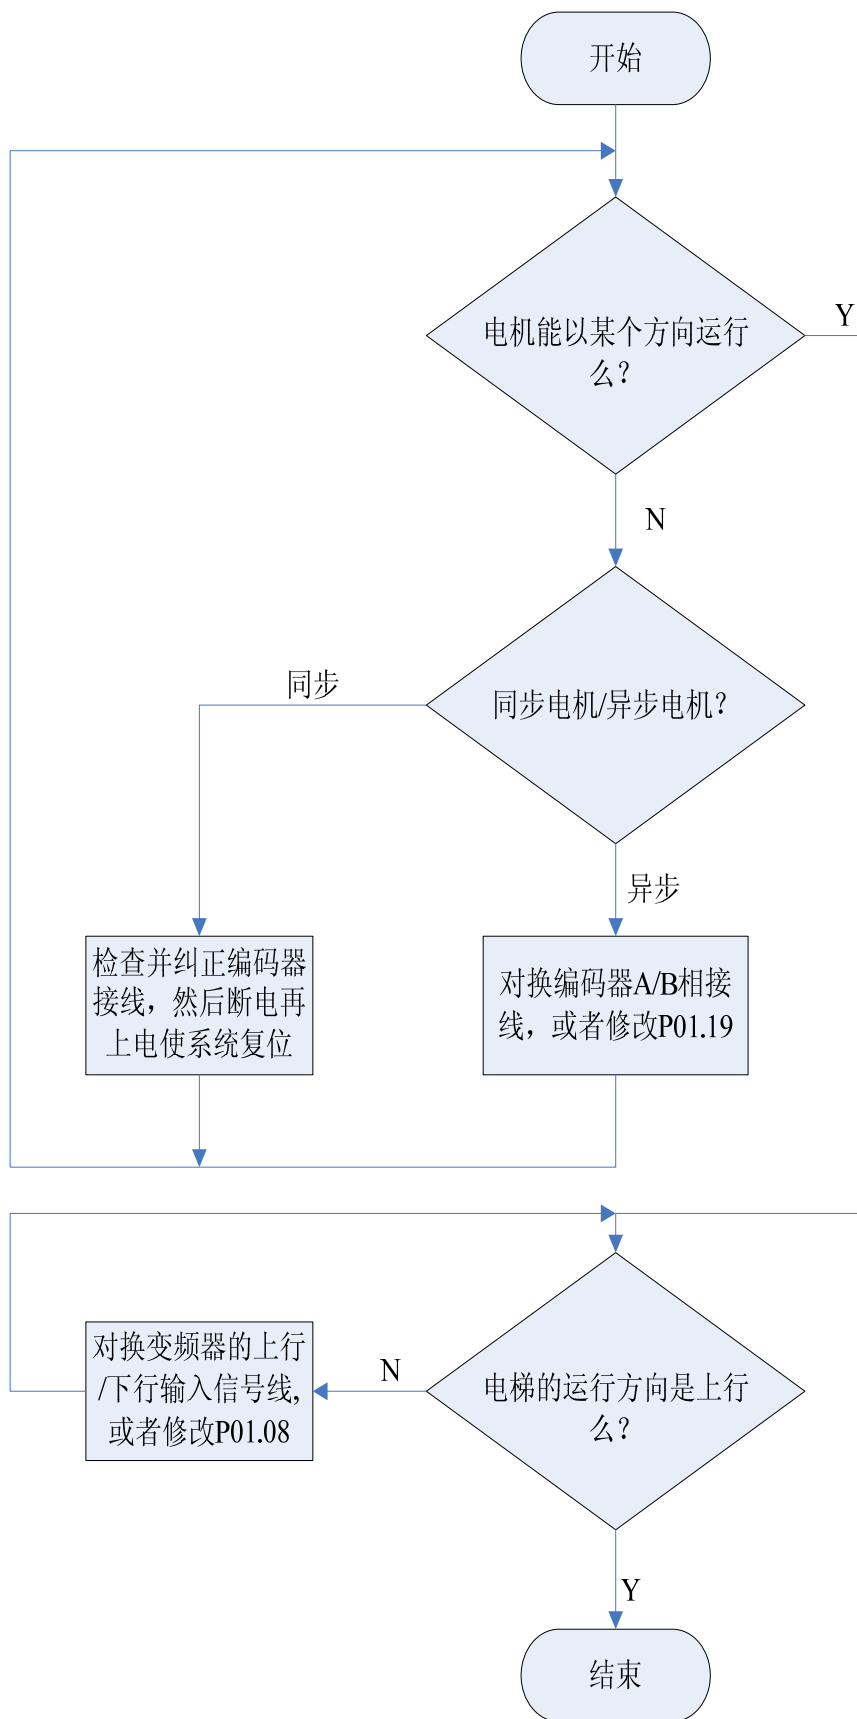 开始
电机能以某个方向运行
么?
Y
N
同步电机/异步电机?
同步
异步
检查并纠正编码器
接线，然后断电再
上电使系统复位
对换编码器A/B相接
线，或者修改P01.19
电梯的运行方向是上行
么?
N
对换变频器的上行
/下行输入信号线,
或者修改P01.08
Y
结束